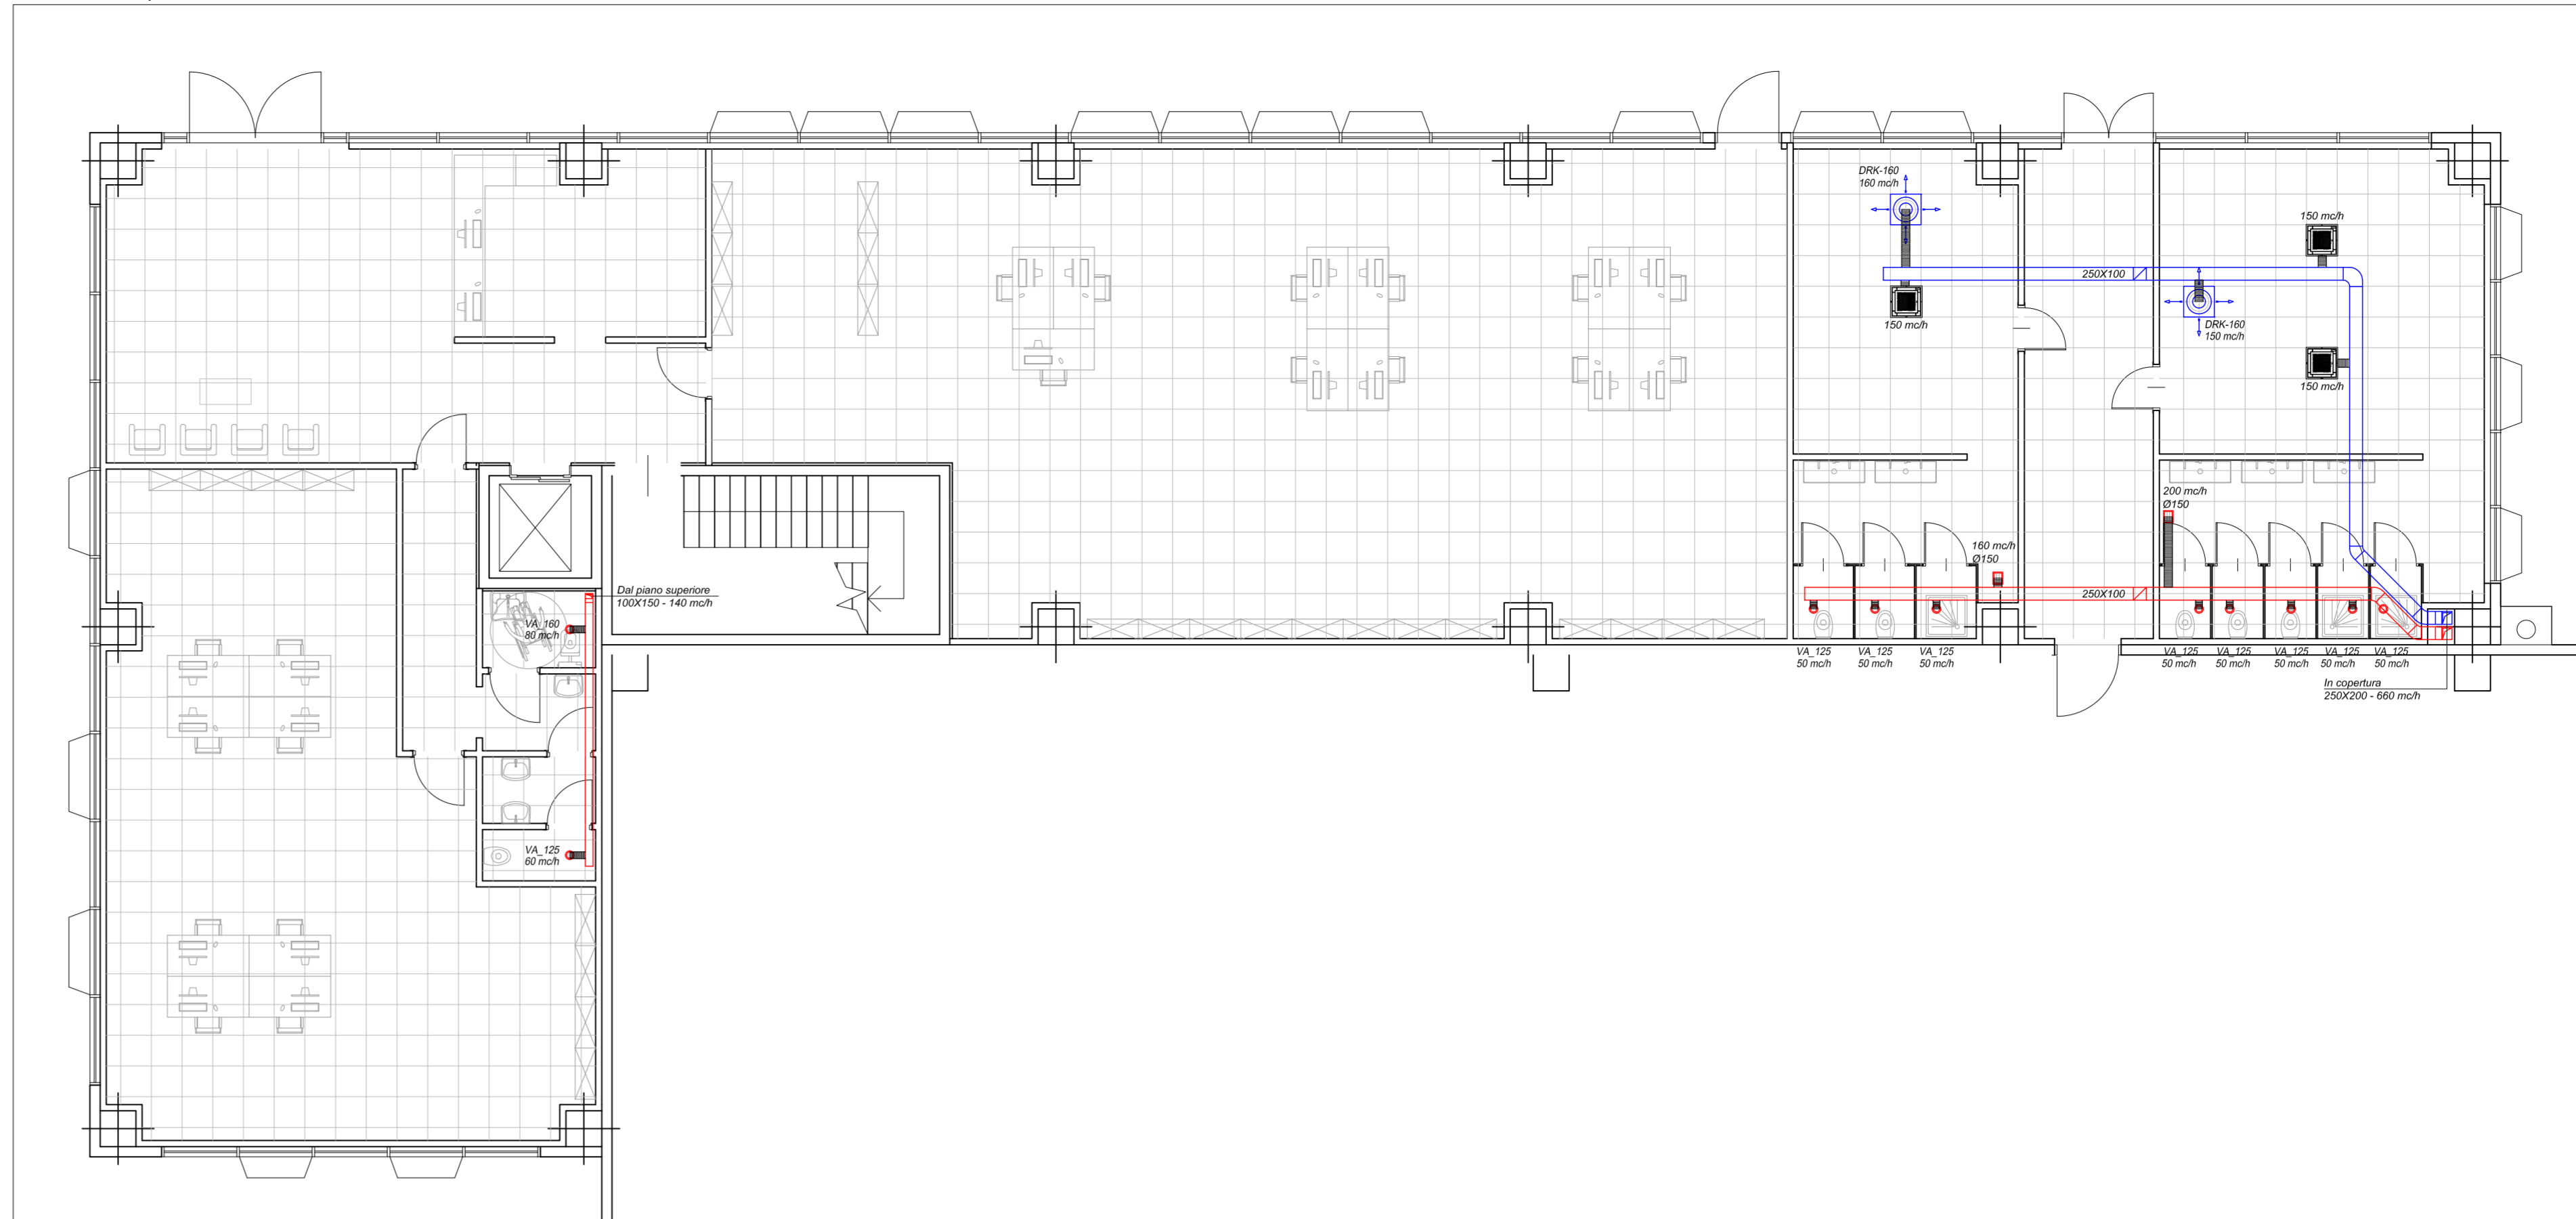 DRK-160
160 mc/h
150 mc/h
250X100
150 mc/h
DRK-160
150 mc/h
150 mc/h
200 mc/h
Ø150
160 mc/h
Ø150
250X100
Dal piano superiore
100X150 - 140 mc/h
VA_160
80 mc/h
VA_125
50 mc/h
VA_125
50 mc/h
VA_125
50 mc/h
VA_125
50 mc/h
VA_125
50 mc/h
VA_125
50 mc/h
VA_125
50 mc/h
VA_125
50 mc/h
In copertura
250X200 - 660 mc/h
VA_125
60 mc/h